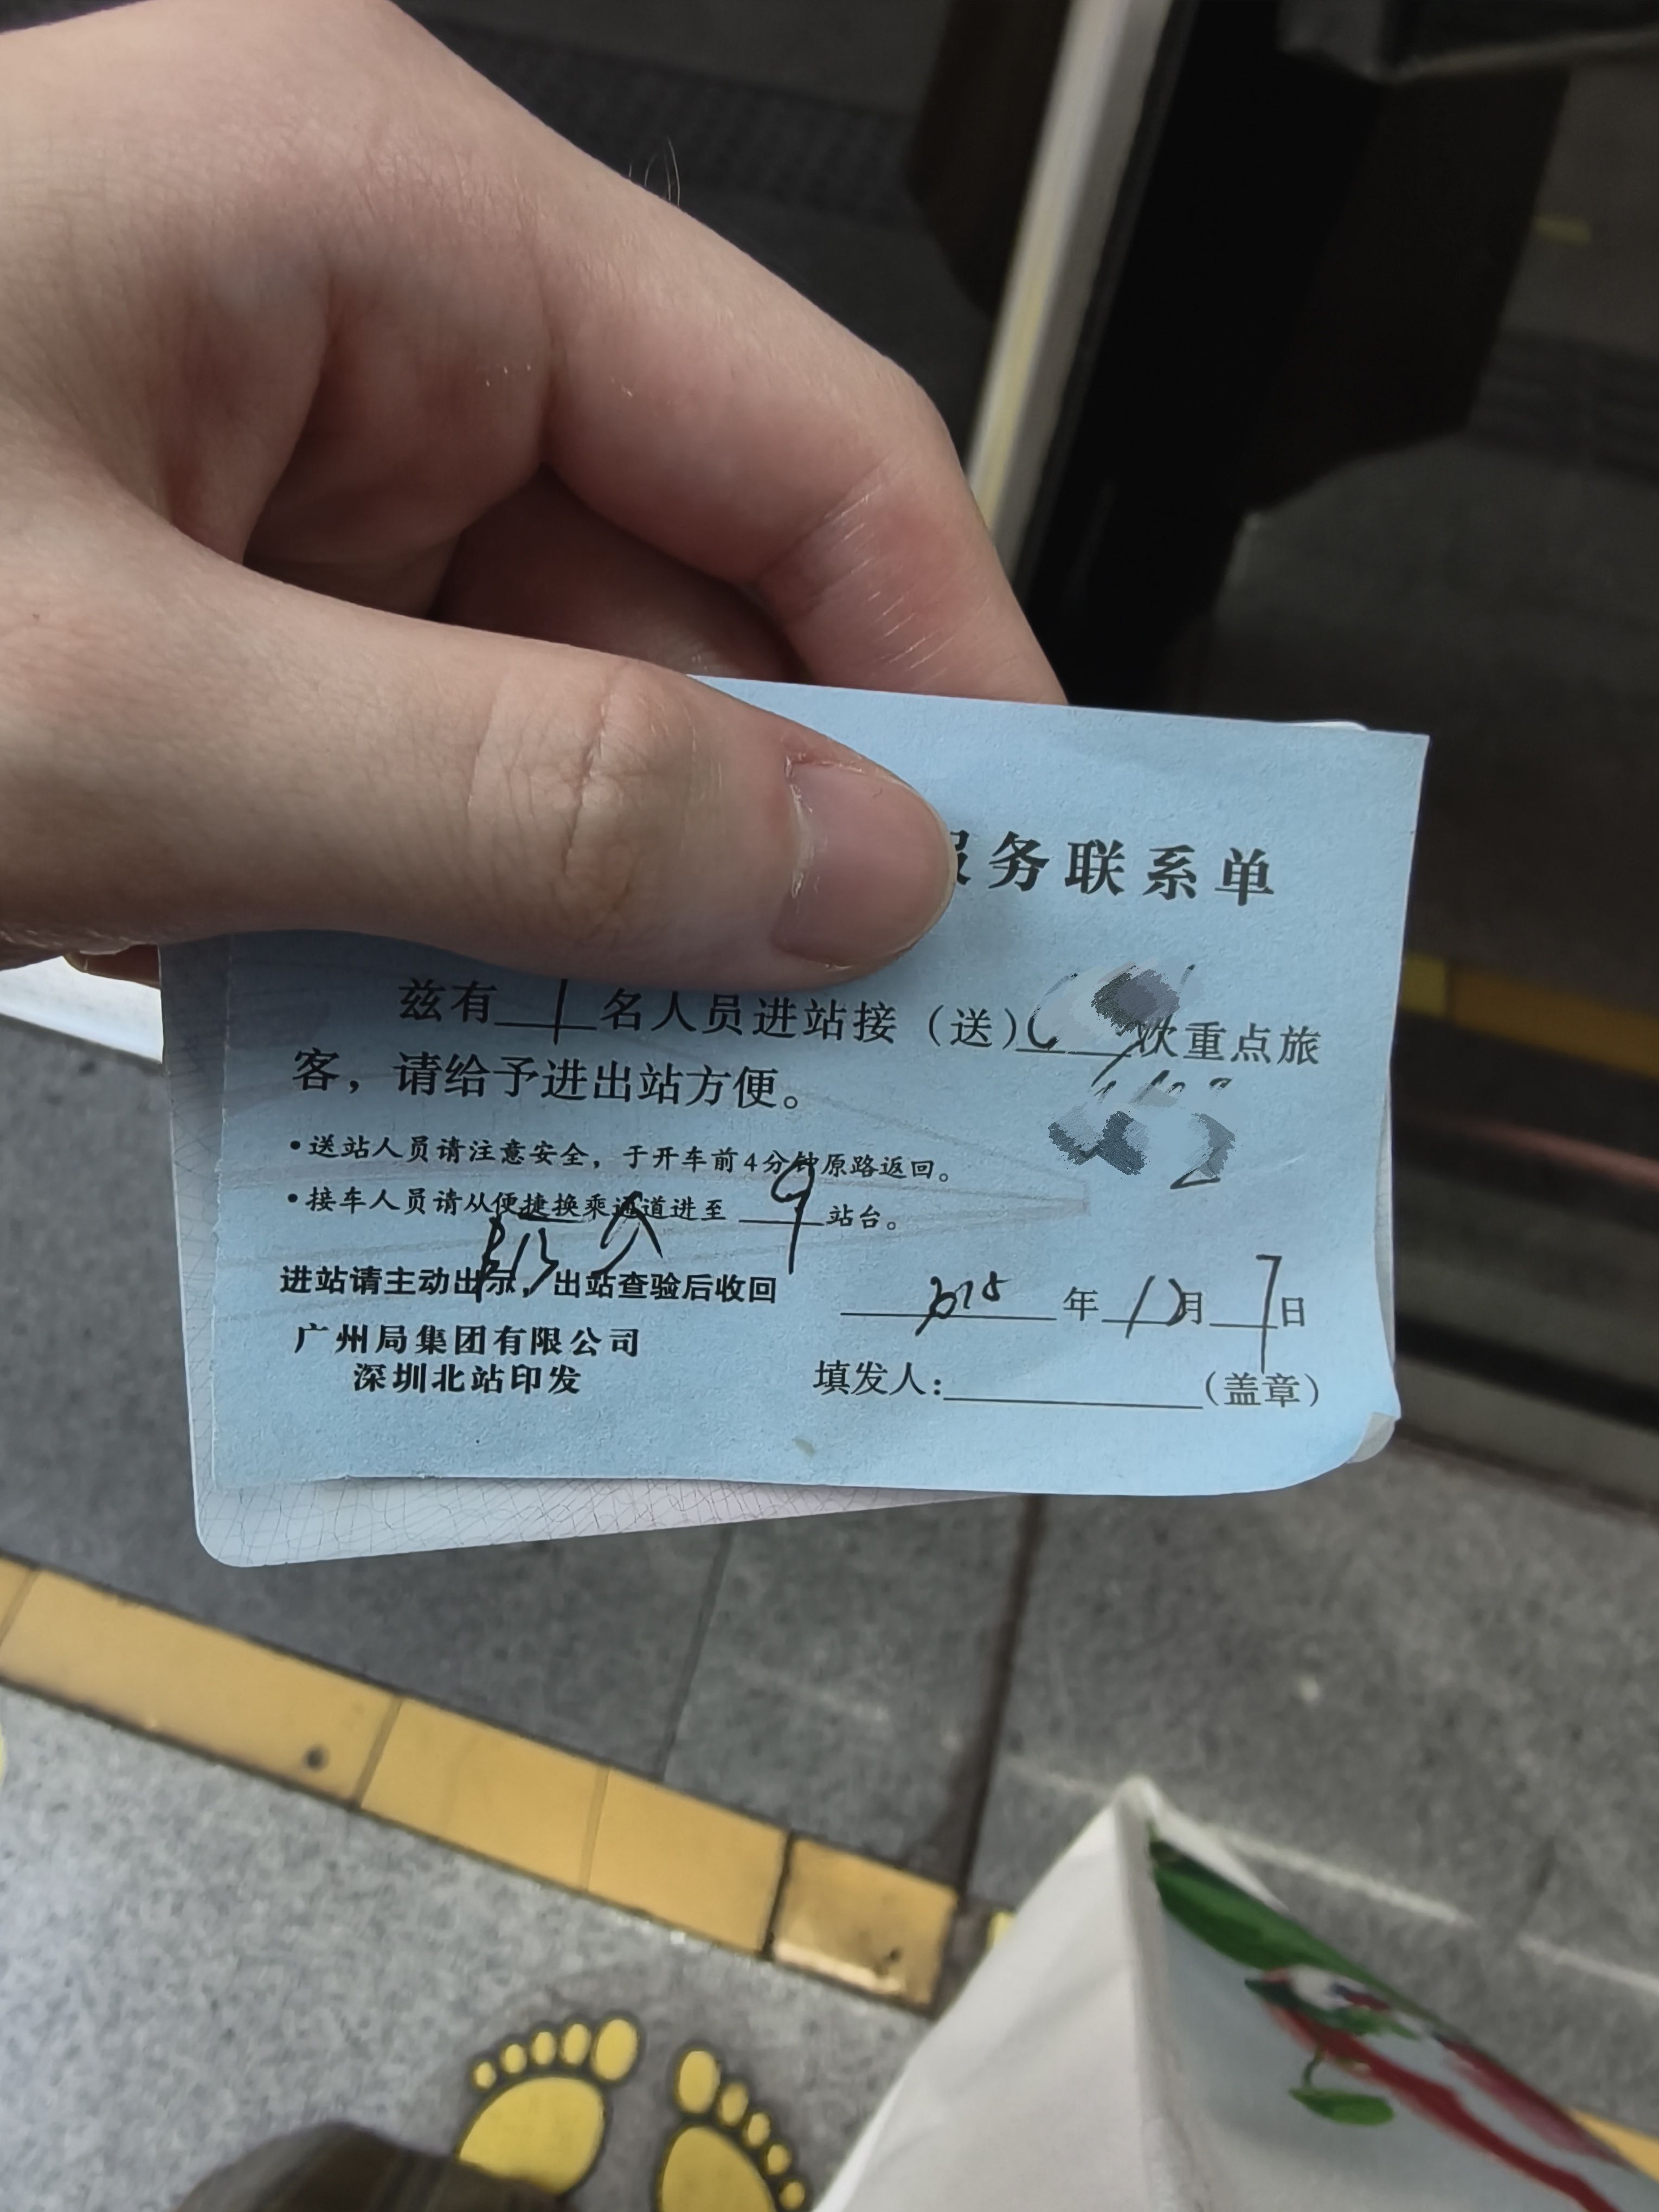 务联系单
兹有 1 名人员进站接（送） 次重点旅
客，请给予进出站方便。
•送站人员请注意安全，于开车前4分钟原路返回。
•接车人员请从便捷换乘通道进至 9 站台。
进站请主动出示，出站查验后收回
年 12 月 7 日
广州局集团有限公司
深圳北站印发
填发人： （盖章）